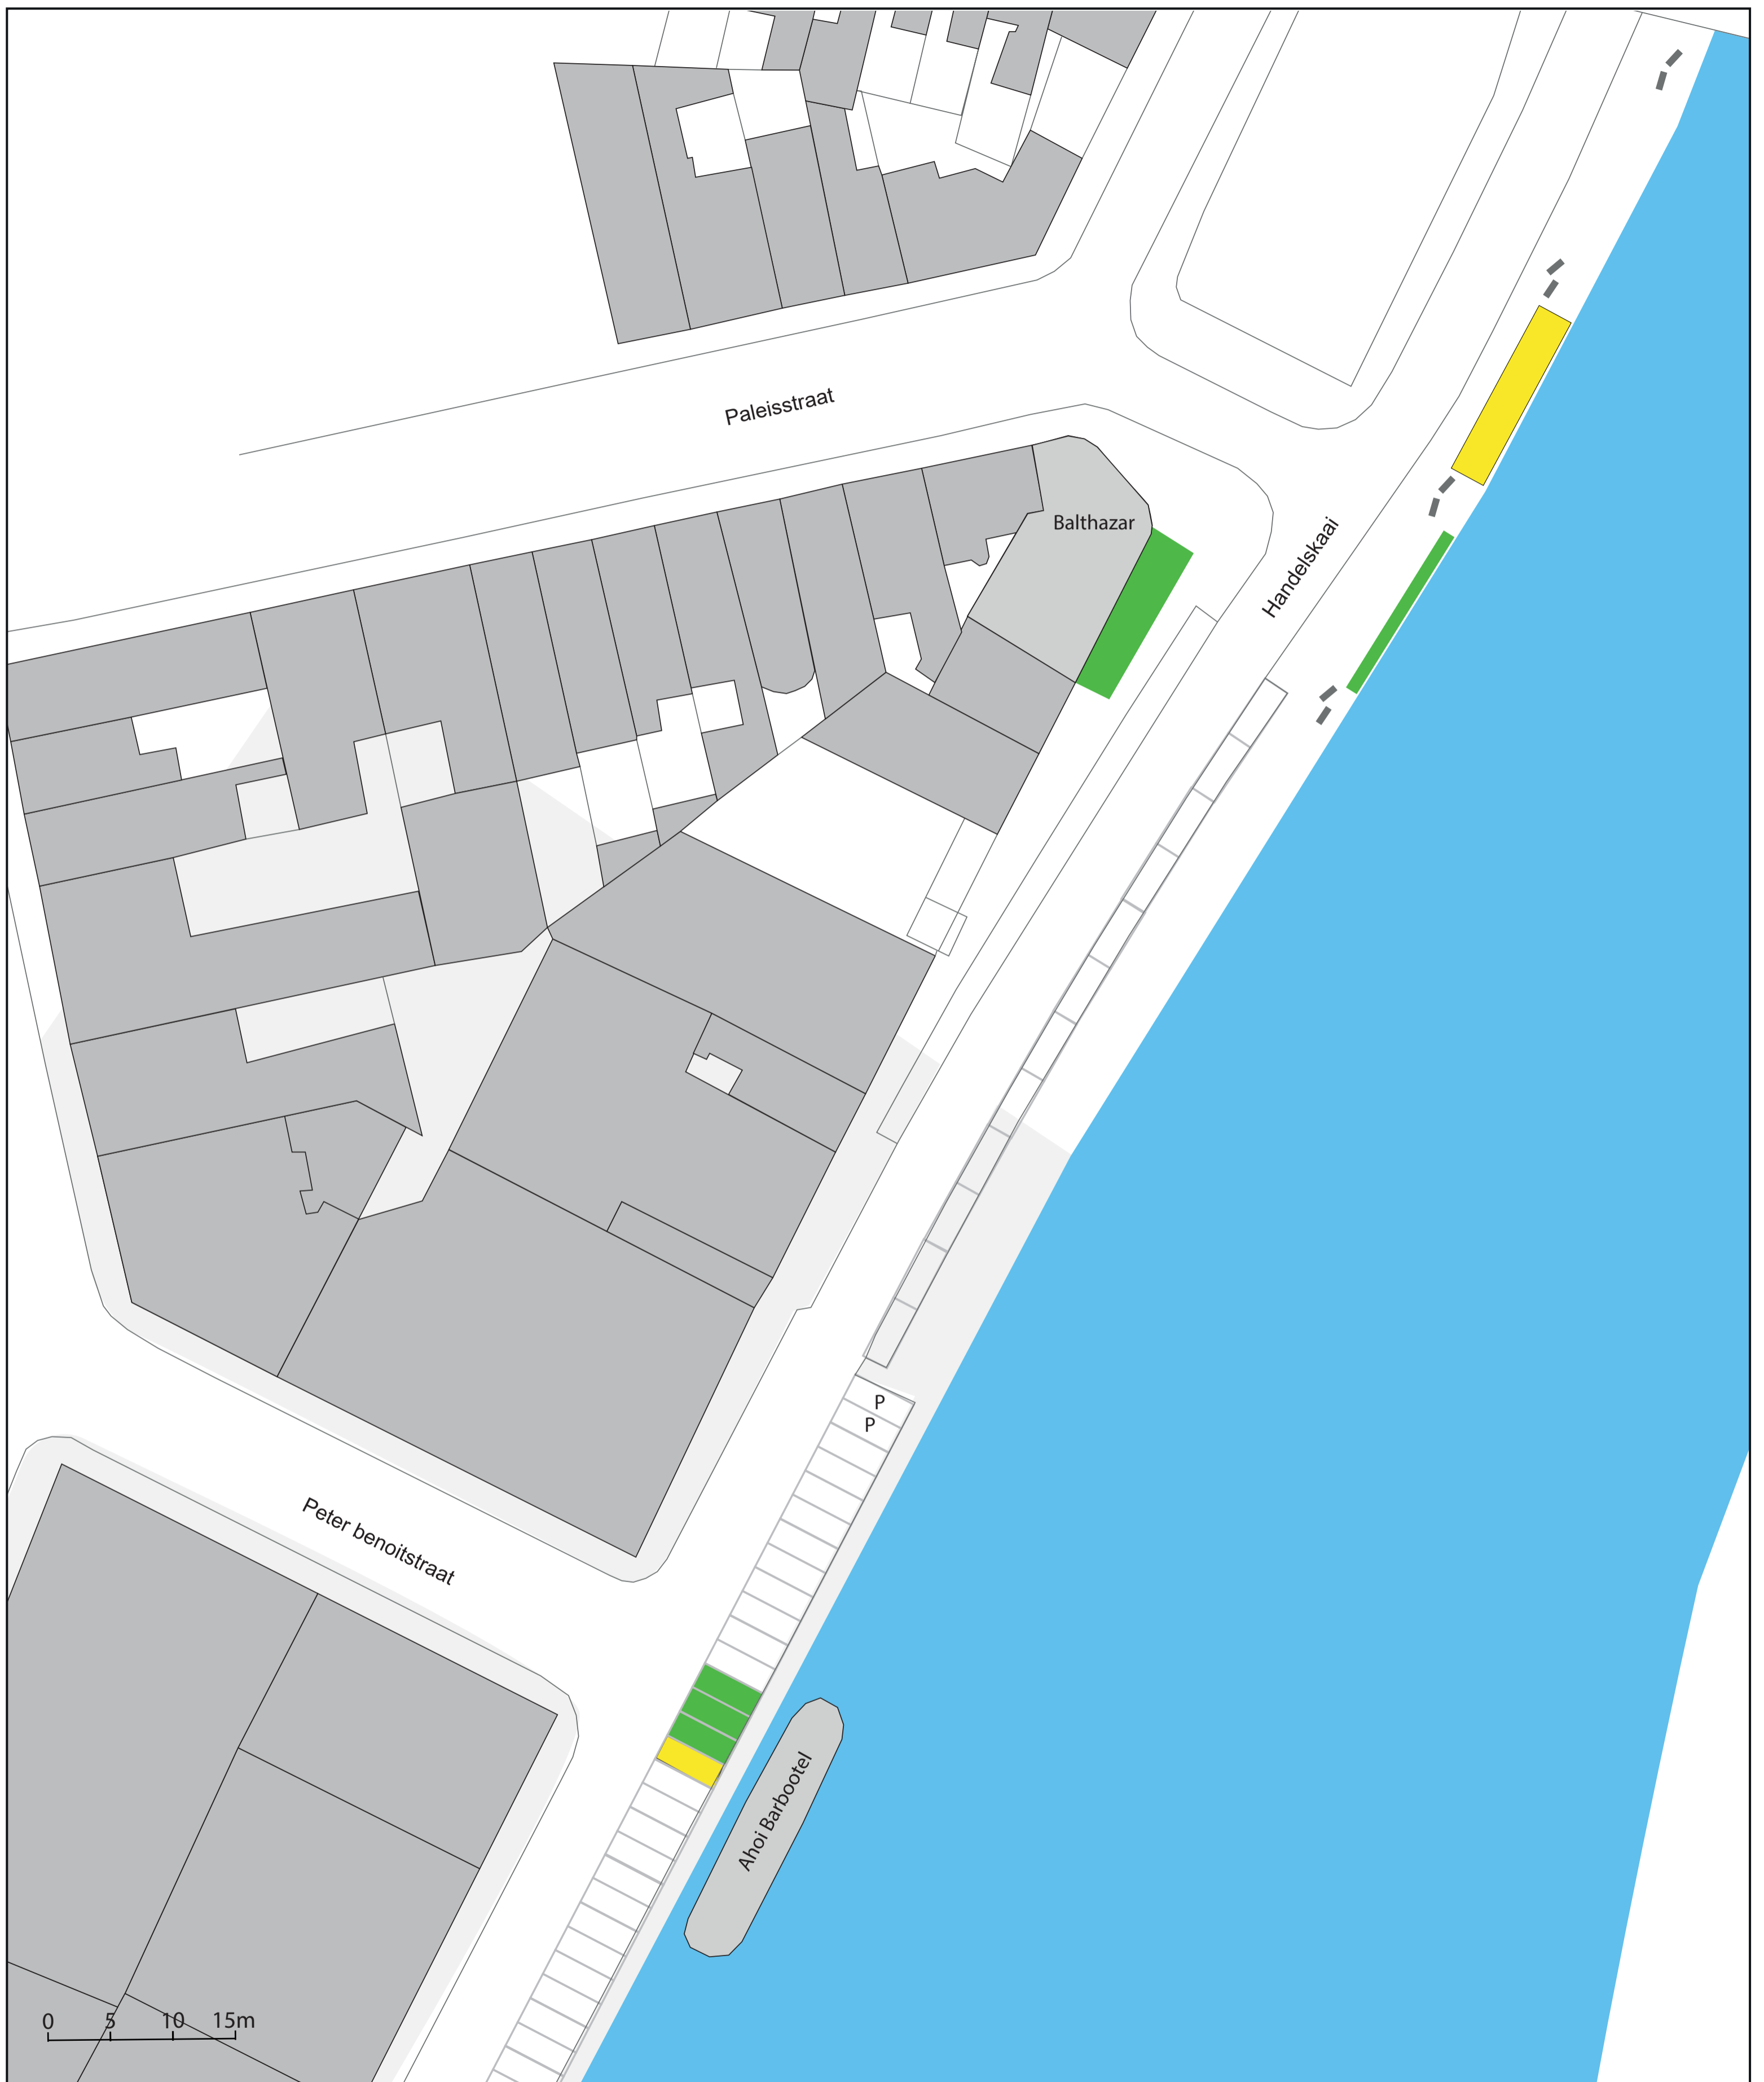 Paleisstraat
Balthazar
Handelskaai
P
P
Peter benoitstraat
Ahoi Barbootel
0 5 10 15m